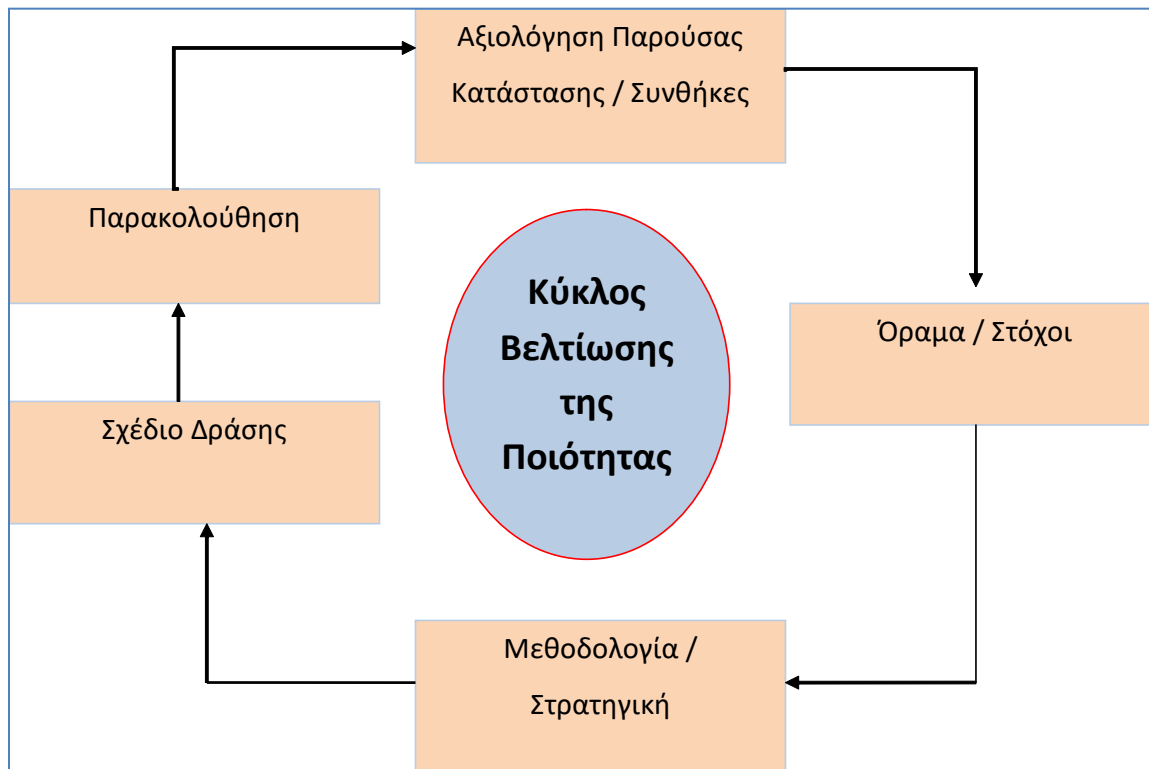 Αξιολόγηση Παρούσας
Κατάστασης / Συνθήκες
Παρακολούθηση
Κύκλος
Βελτίωσης
της
Ποιότητας
Όραμα / Στόχοι
Σχέδιο Δράσης
Μεθοδολογία /
Στρατηγική